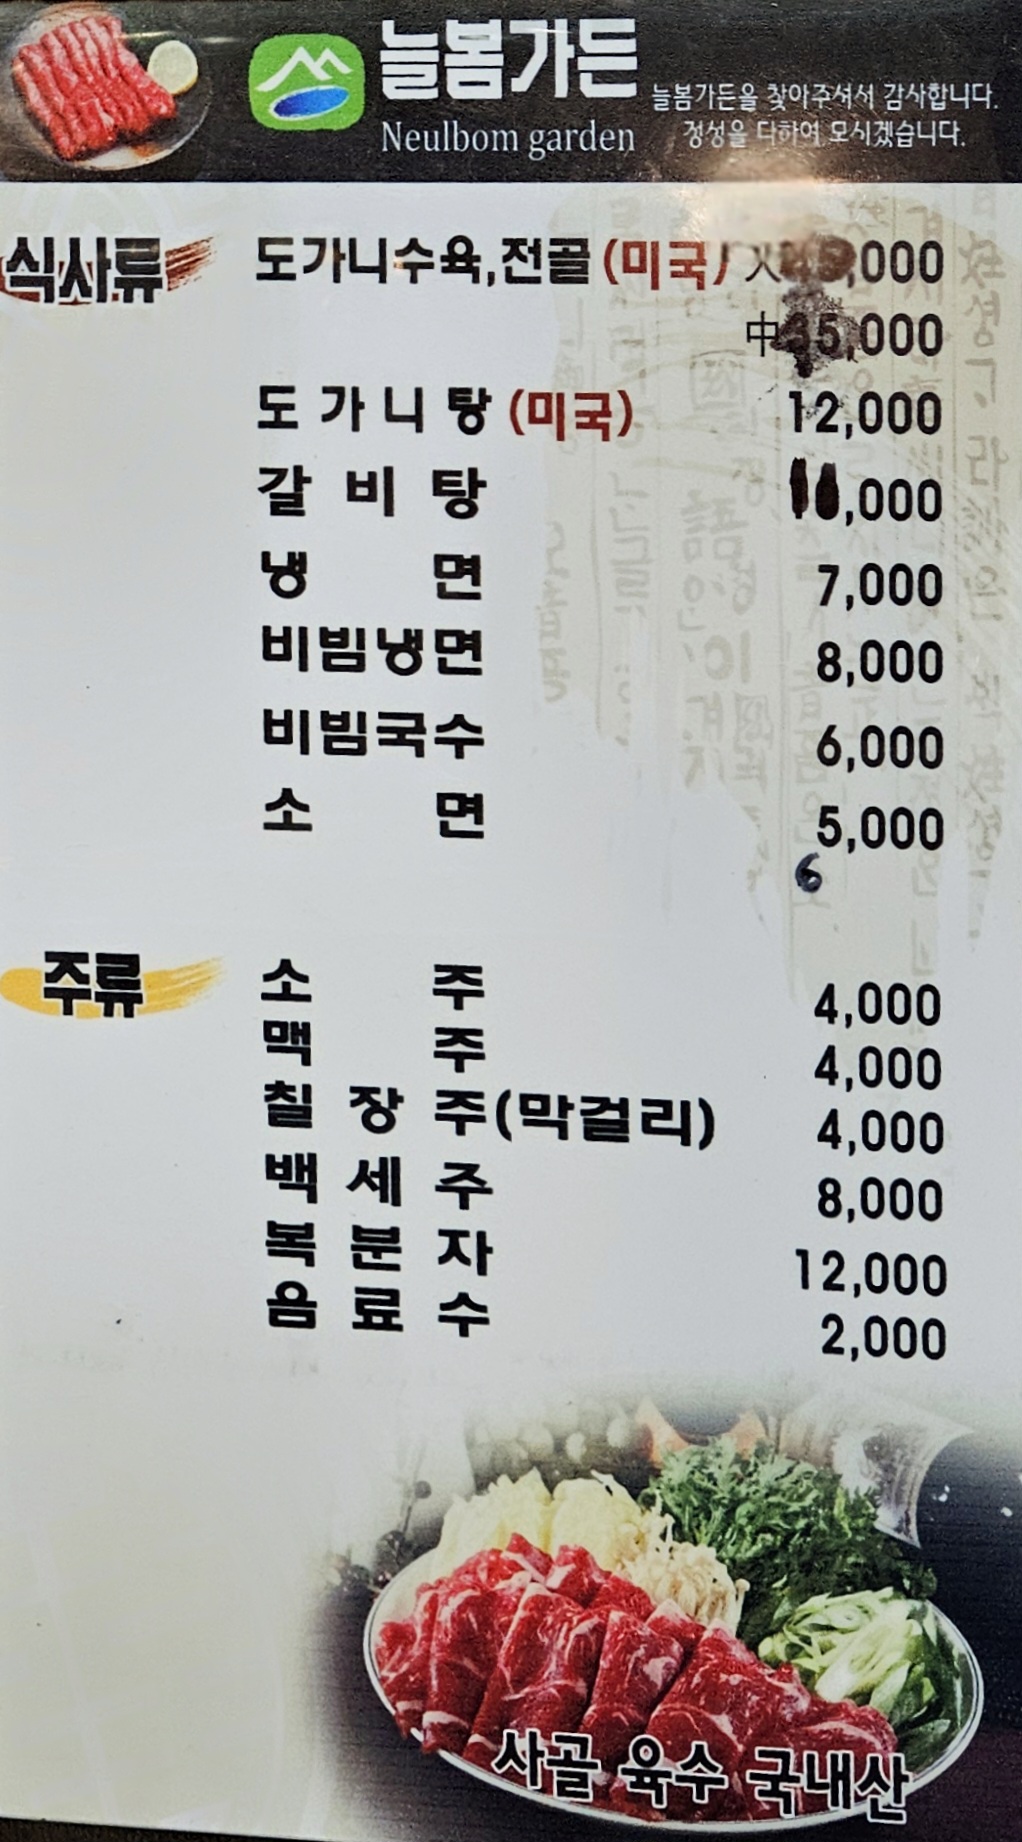 늘봄가든
Neulbom garden
늘봄가든을 찾아주셔서 감사합니다.
정성을 다하여 모시겠습니다.
식사류
도가니수육,전골 (미국) ,000
中 35,000
도가니탕 (미국) 12,000
갈비탕 ,000
냉면 7,000
비빔냉면 8,000
비빔국수 6,000
소면 5,000
6
주류
소주 4,000
맥주 4,000
칠장주(막걸리) 4,000
백세주 8,000
복분자 12,000
음료수 2,000
사골 육수 국내산